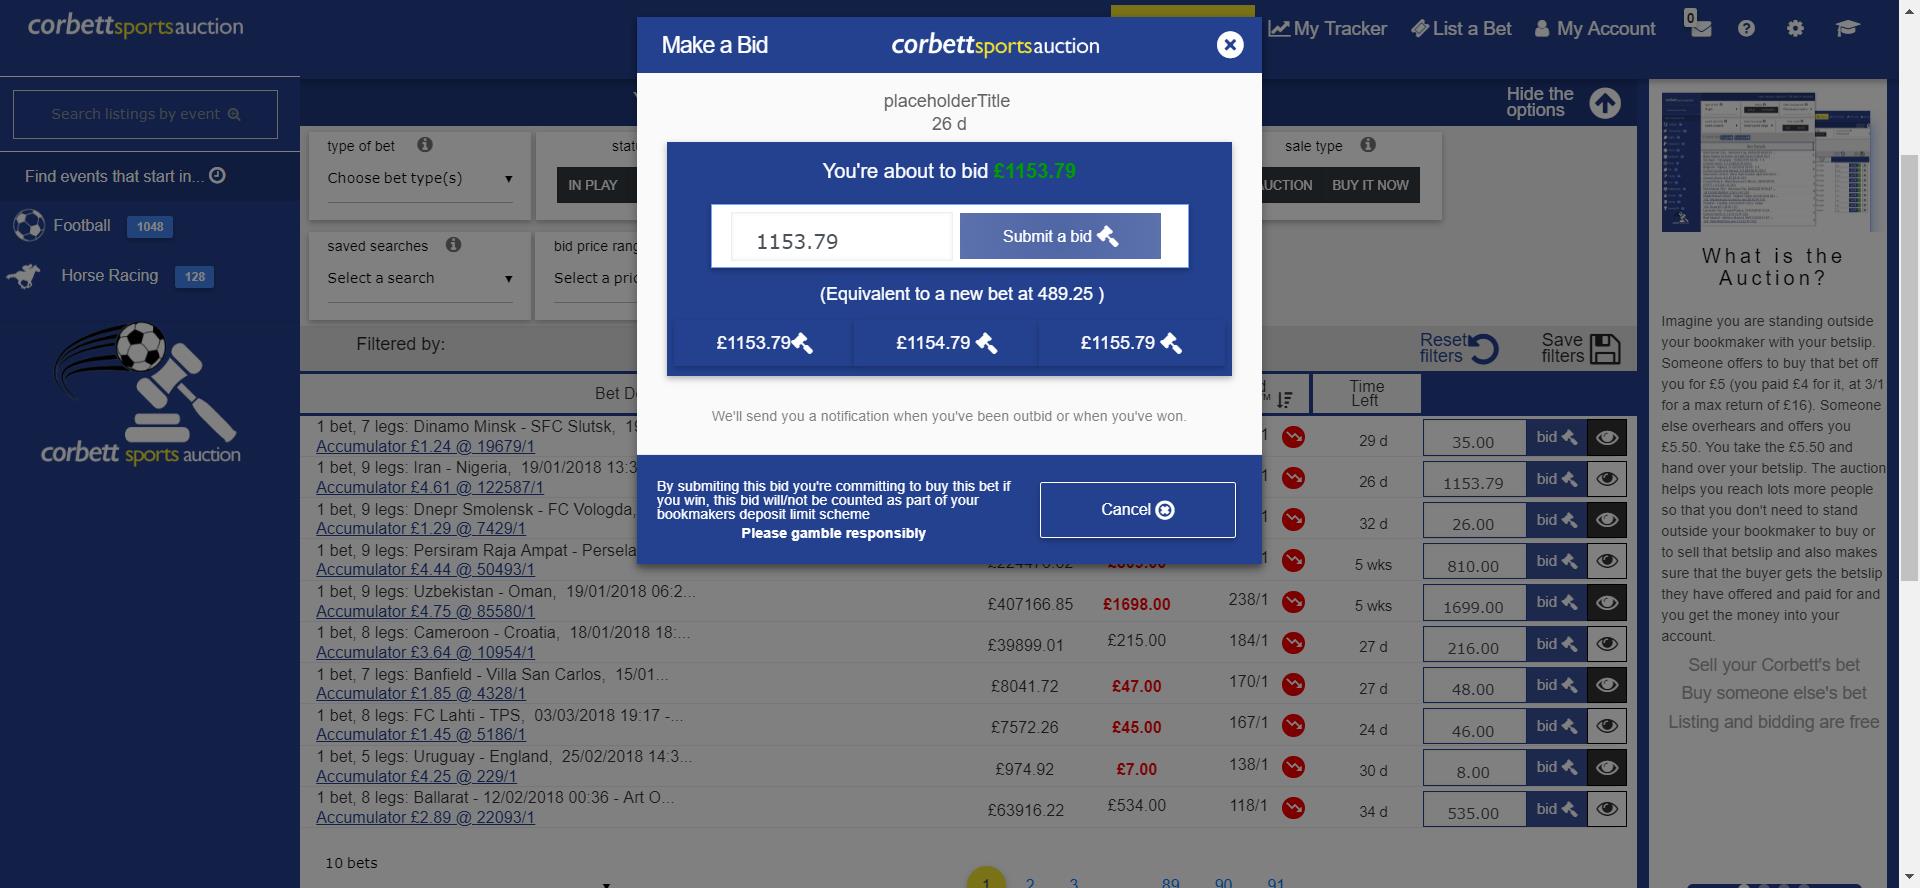 corbettsportsauction
My Tracker
List a Bet
My Account
0
Make a Bid
corbettsportsauction
Search listings by event
Find events that start in...
Football 1048
Horse Racing 128
corbett sports auction
Hide the
options
type of bet
Choose bet type(s)
IN PLAY
sale type
AUCTION
BUY IT NOW
saved searches
Select a search
bid price
Select a
Filtered by:
Reset
filters
Save
filters
placeholderTitle
26 d
You're about to bid £1153.79
1153.79
Submit a bid
(Equivalent to a new bet at 489.25 )
£1153.79
£1154.79
£1155.79
We'll send you a notification when you've been outbid or when you've won.
By submiting this bid you're committing to buy this bet if
you win, this bid will/not be counted as part of your
bookmakers deposit limit scheme
Please gamble responsibly
Cancel
Bet
Time
Left
1 bet, 7 legs: Dinamo Minsk - SFC Slutsk,
Accumulator £1.24 @ 19679/1
29 d
35.00
bid
1 bet, 9 legs: Iran - Nigeria, 19/01/2018 13:3
Accumulator £4.61 @ 122587/1
26 d
1153.79
bid
1 bet, 9 legs: Dnepr Smolensk - FC Vologda,
Accumulator £1.29 @ 7429/1
32 d
26.00
bid
1 bet, 9 legs: Persiram Raja Ampat - Persela
Accumulator £4.44 @ 50493/1
5 wks
810.00
bid
1 bet, 9 legs: Uzbekistan - Oman, 19/01/2018 06:2...
Accumulator £4.75 @ 85580/1
£407166.85
£1698.00
238/1
5 wks
1699.00
bid
1 bet, 8 legs: Cameroon - Croatia, 18/01/2018 18:...
Accumulator £3.64 @ 10954/1
£39899.01
£215.00
184/1
27 d
216.00
bid
1 bet, 7 legs: Banfield - Villa San Carlos, 15/01...
Accumulator £1.85 @ 4328/1
£8041.72
£47.00
170/1
27 d
48.00
bid
1 bet, 8 legs: FC Lahti - TPS, 03/03/2018 19:17 -...
Accumulator £1.45 @ 5186/1
£7572.26
£45.00
167/1
24 d
46.00
bid
1 bet, 5 legs: Uruguay - England, 25/02/2018 14:3...
Accumulator £4.25 @ 229/1
£974.92
£7.00
138/1
30 d
8.00
bid
1 bet, 8 legs: Ballarat - 12/02/2018 00:36 - Art O...
Accumulator £2.89 @ 22093/1
£63916.22
£534.00
118/1
34 d
535.00
bid
10 bets
1 2 3 89 90 91
What is the
Auction?
Imagine you are standing outside
your bookmaker with your betslip.
Someone offers to buy that bet off
you for £5 (you paid £4 for it, at 3/1
for a max return of £16). Someone
else overhears and offers you
£5.50. You take the £5.50 and
hand over your betslip. The auction
helps you reach lots more people
so that you don't need to stand
outside your bookmaker to buy or
to sell that betslip and also makes
sure that the buyer gets the betslip
they have offered and paid for and
you get the money into your
account.
Sell your Corbett's bet
Buy someone else's bet
Listing and bidding are free